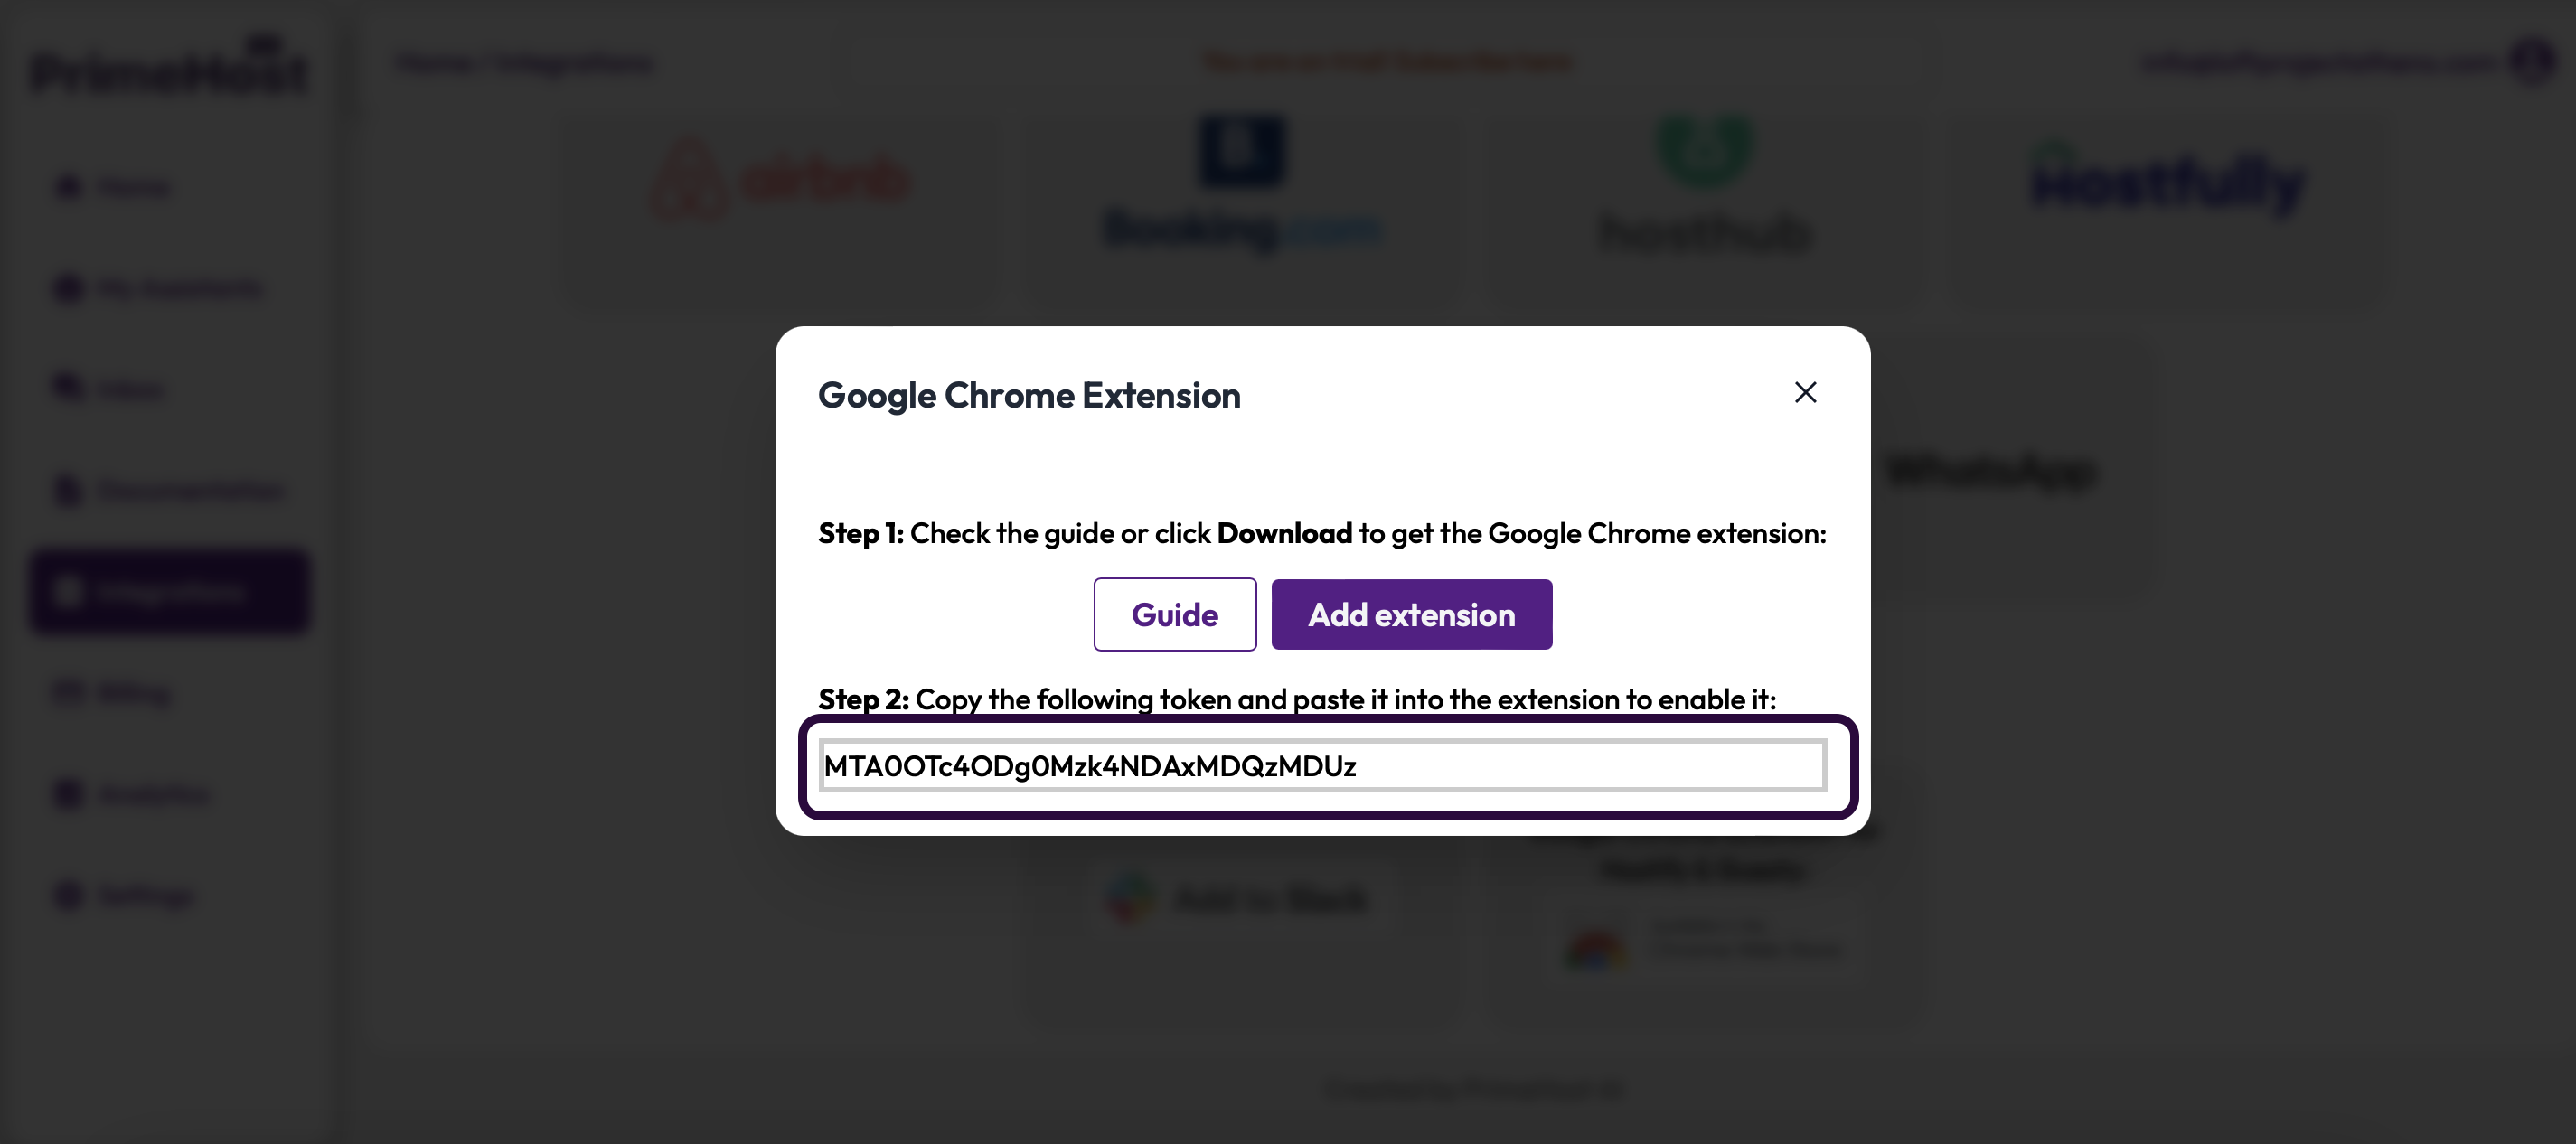 PrimeHost
Home / Integrations
Home
My Assistants
Inbox
Documentation
Integrations
Billing
Analytics
Settings
airbnb
B.
Booking.com
hosthub
Hostfully
WhatsApp
Google Chrome Extension
Step 1: Check the guide or click Download to get the Google Chrome extension:
Guide
Add extension
Step 2: Copy the following token and paste it into the extension to enable it:
MTA0OTc4ODg0Mzk4NDAxMDQzMDUz
Add to Slack